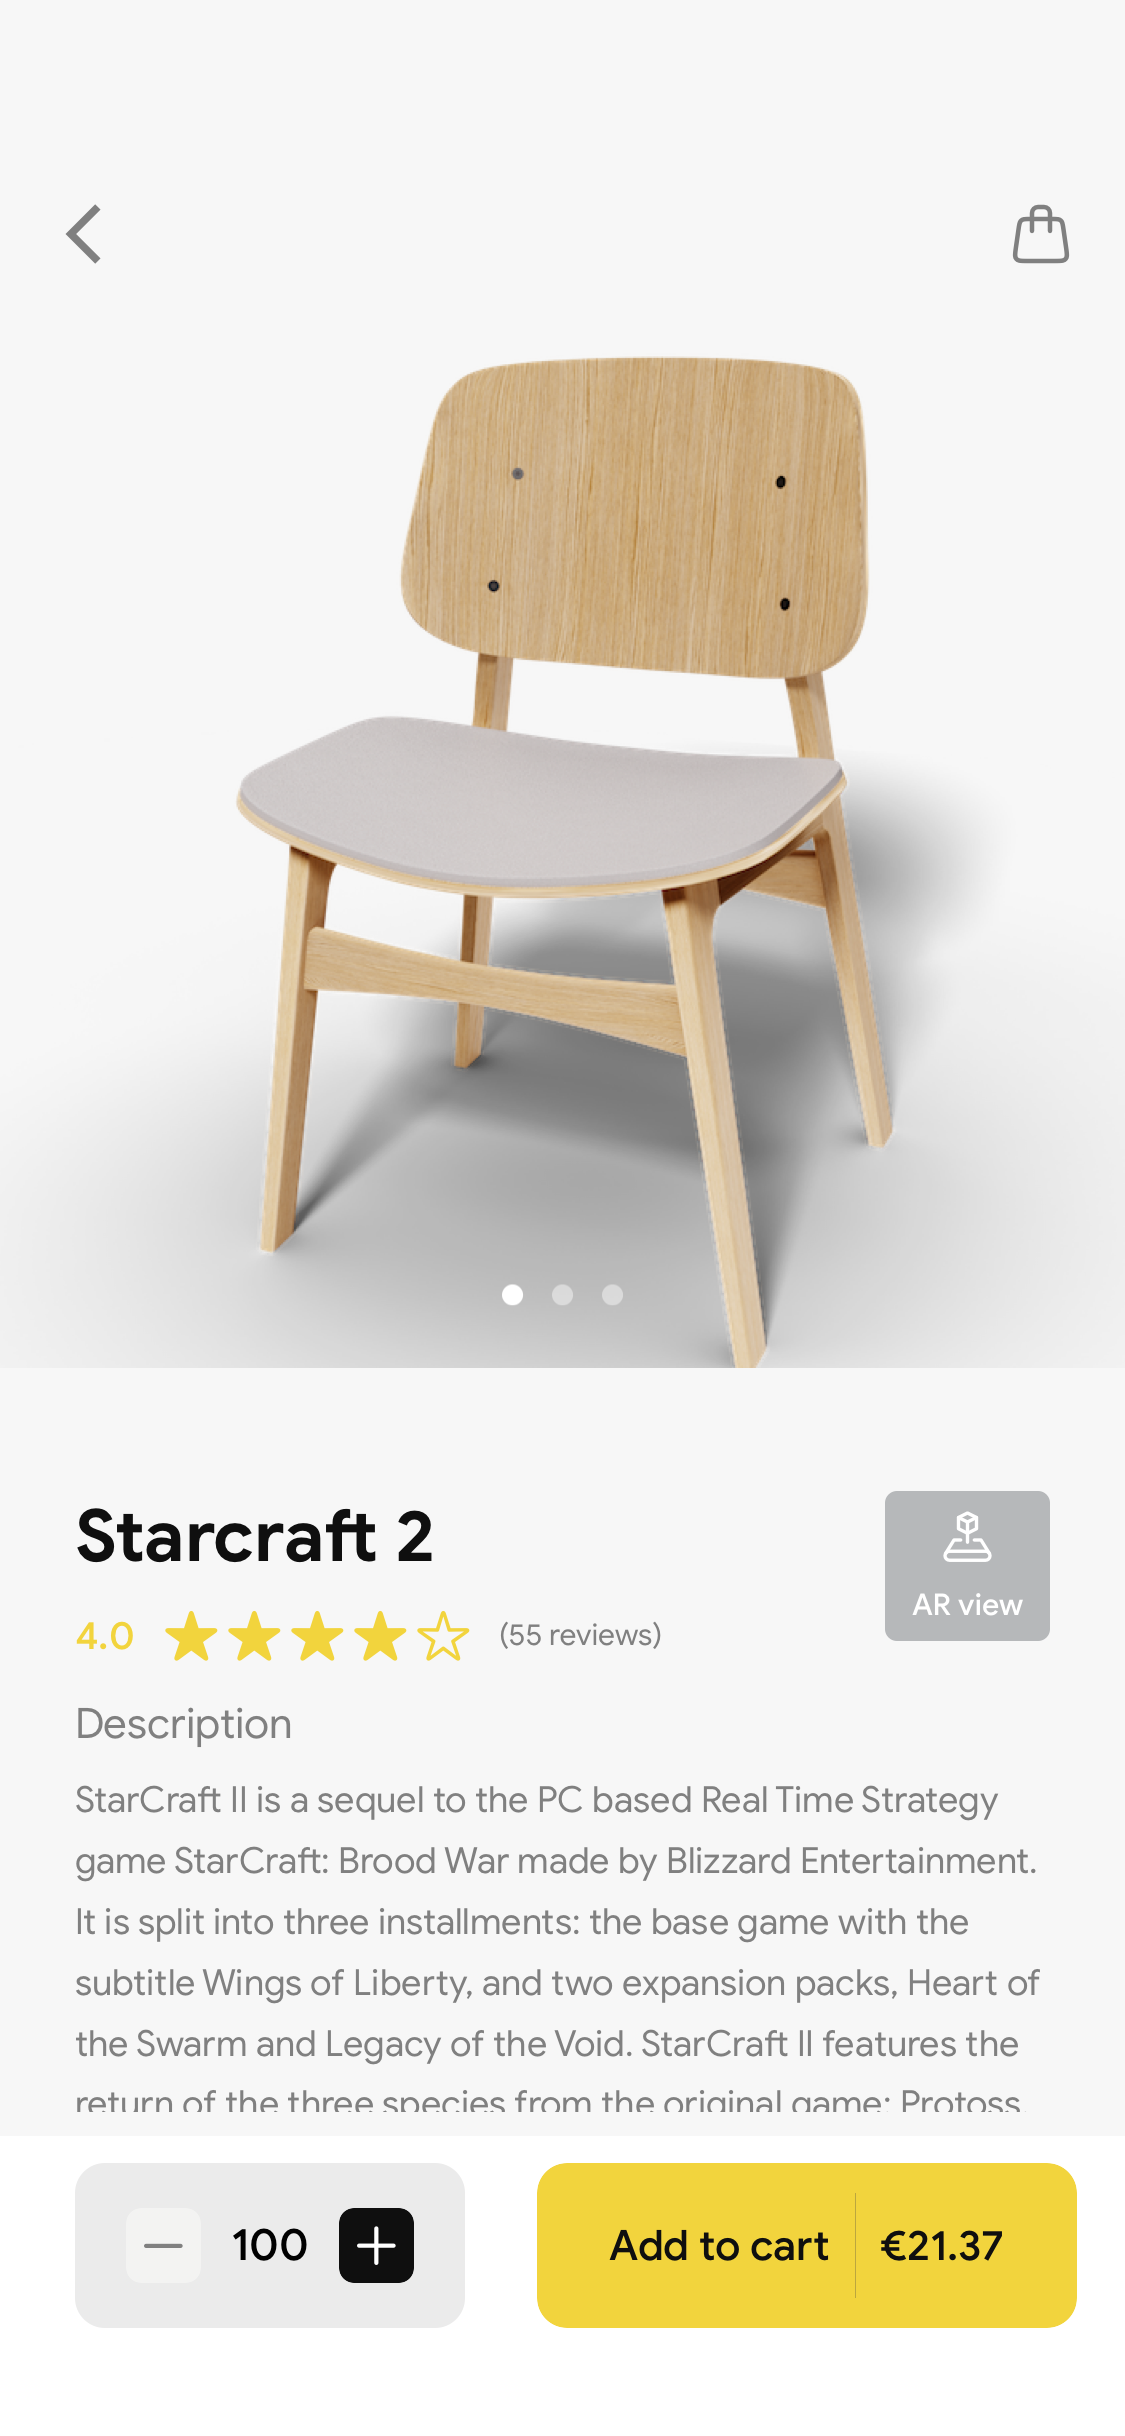 Starcraft 2
AR view
4.0 (55 reviews)
Description
StarCraft II is a sequel to the PC based Real Time Strategy
game StarCraft: Brood War made by Blizzard Entertainment.
It is split into three installments: the base game with the
subtitle Wings of Liberty, and two expansion packs, Heart of
the Swarm and Legacy of the Void. StarCraft II features the
return of the three species from the original game: Protoss,
100
Add to cart €21.37